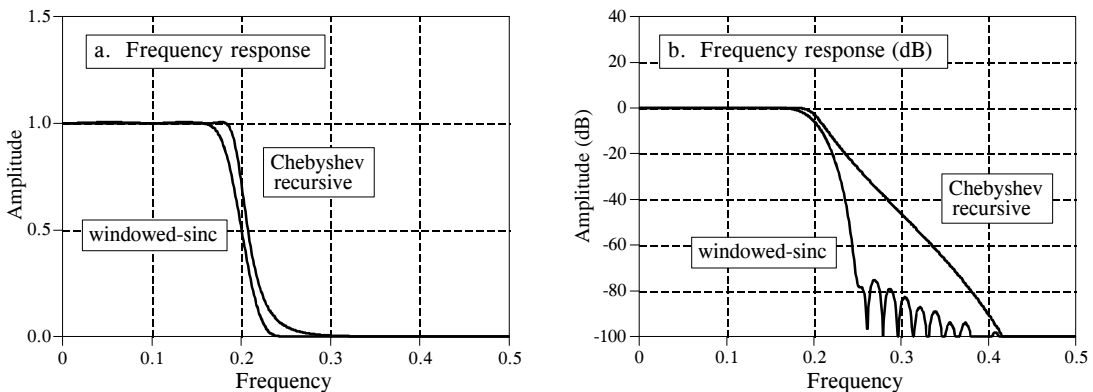 a. Frequency response
1.5
1.0
0.5
0.0
Amplitude
Chebyshev
recursive
windowed-sinc
0
0.1
0.2
0.3
0.4
0.5
Frequency
b. Frequency response (dB)
40
20
0
-20
-40
-60
-80
-100
Amplitude (dB)
Chebyshev
recursive
windowed-sinc
0
0.1
0.2
0.3
0.4
0.5
Frequency